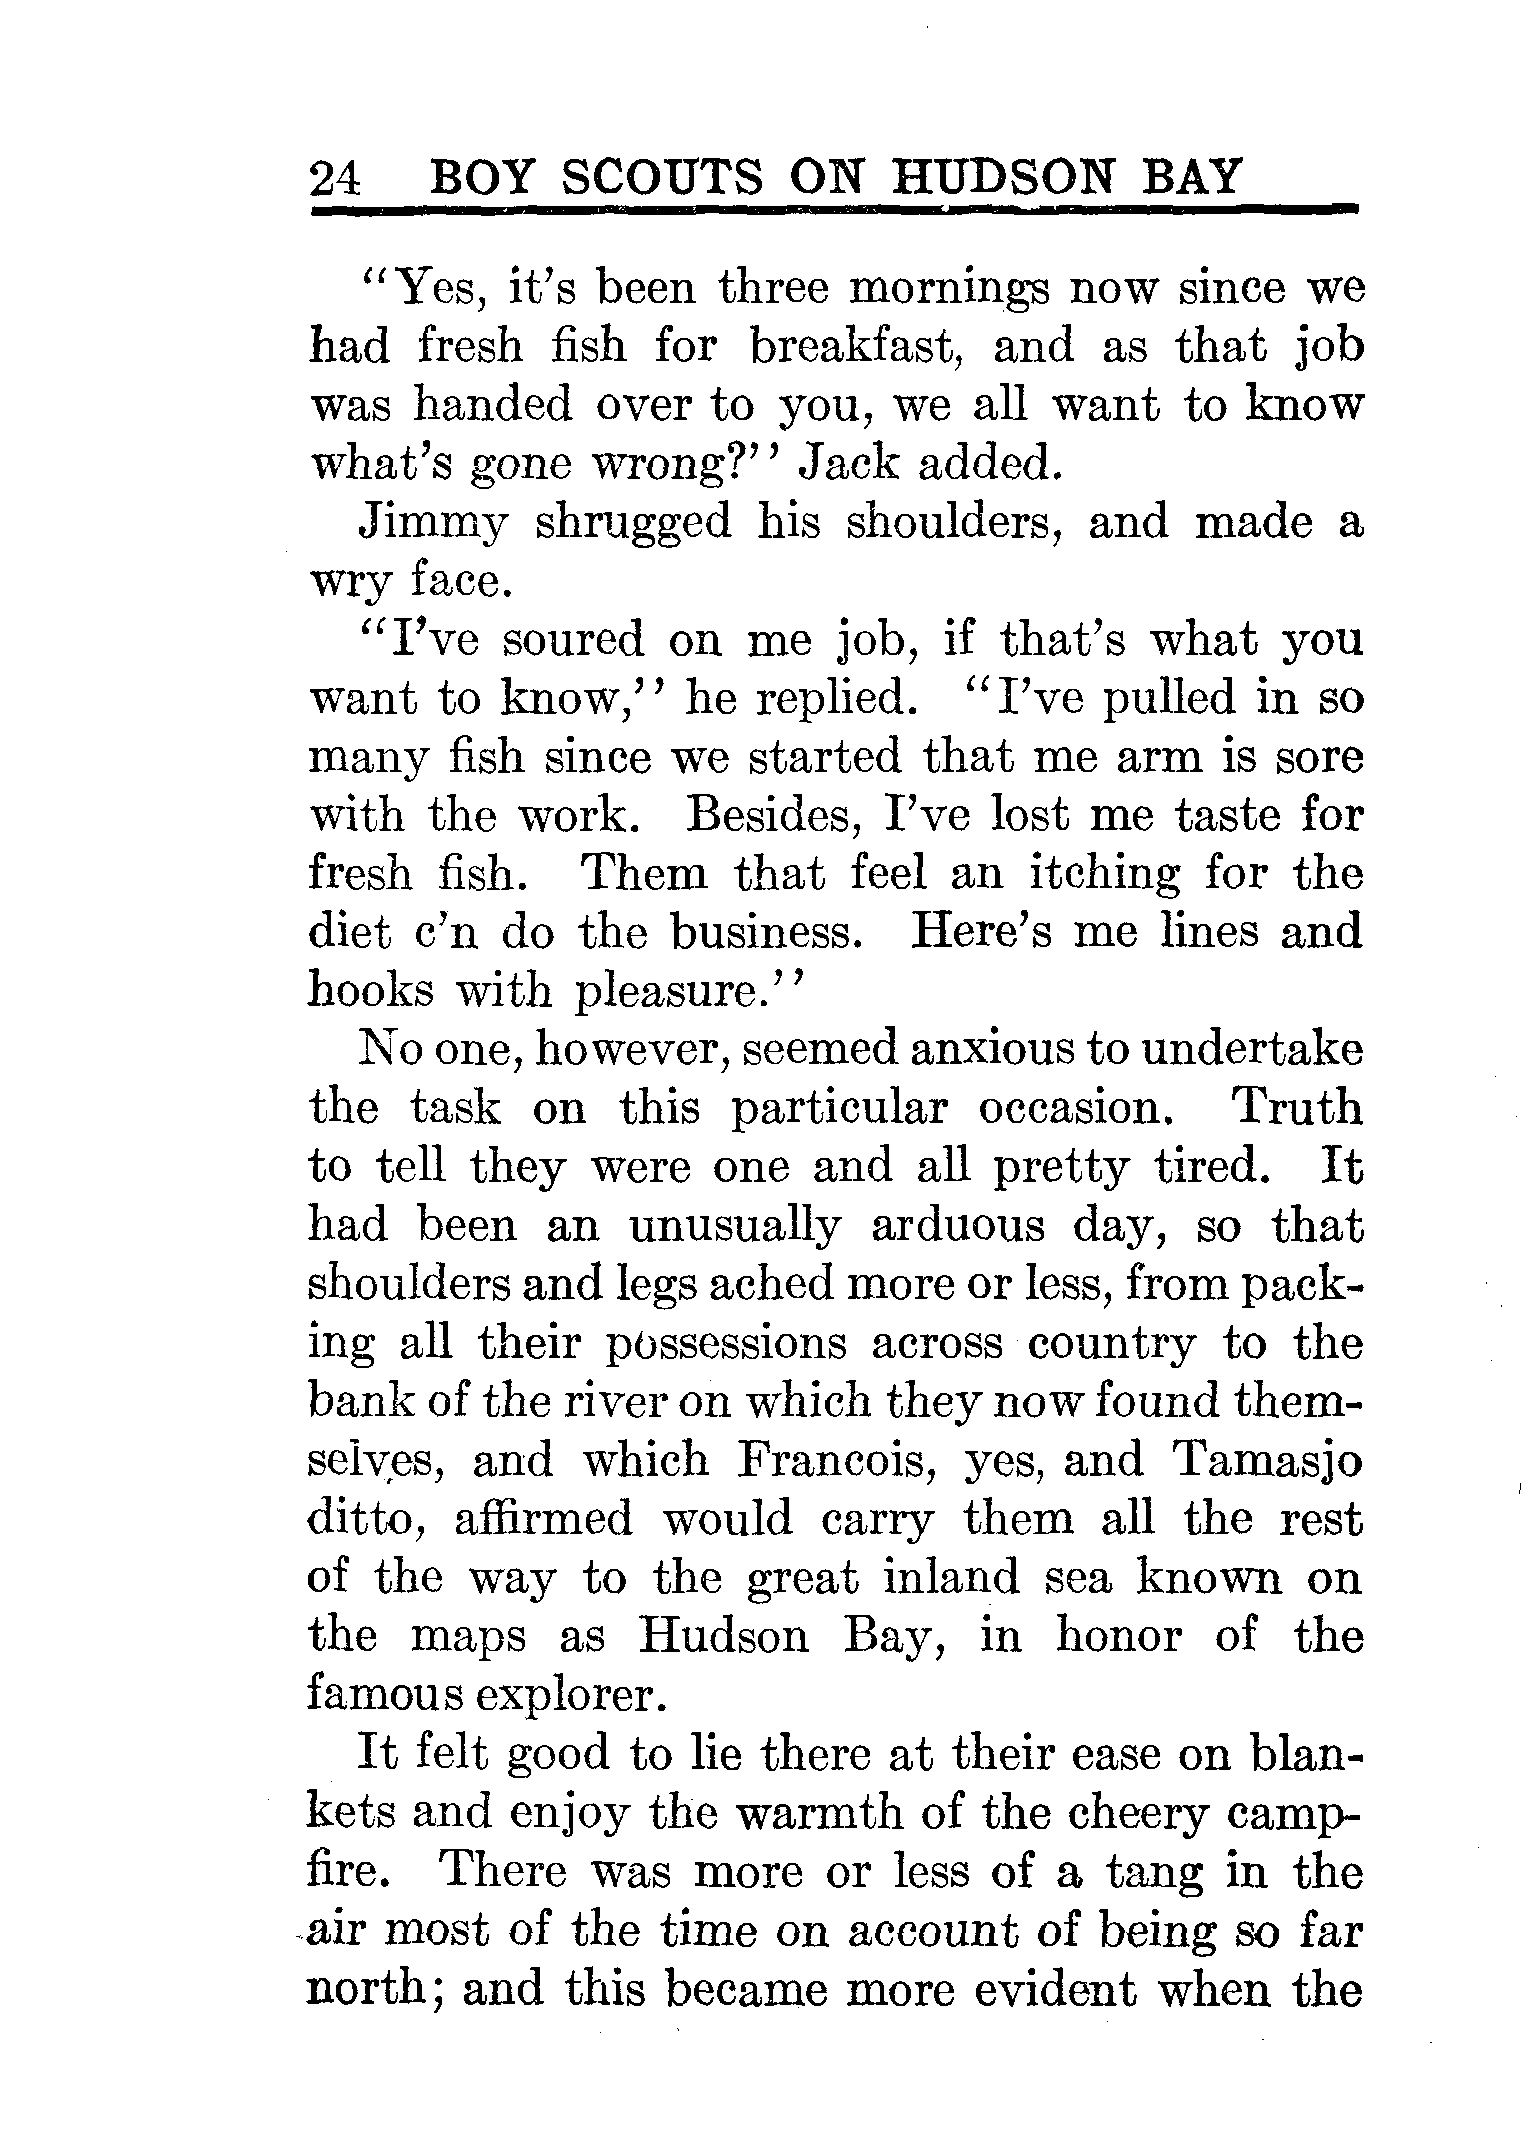 24 BOY SCOUTS ON HUDSON BAY
"Yes, it's been three mornings now since we
had fresh fish for breakfast, and as that job
was handed over to you, we all want to know
what's gone wrong?" Jack added.
Jimmy shrugged his shoulders, and made a
wry face.
"I've soured on me job, if that's what you
want to know," he replied. "I've pulled in so
many fish since we started that me arm is sore
with the work. Besides, I've lost me taste for
fresh fish. Them that feel an itching for the
diet c'n do the business. Here's me lines and
hooks with pleasure."
No one, however, seemed anxious to undertake
the task on this particular occasion. Truth
to tell they were one and all pretty tired. It
had been an unusually arduous day, so that
shoulders and legs ached more or less, from pack-
ing all their possessions across country to the
bank of the river on which they now found them-
selves, and which Francois, yes, and Tamasjo
ditto, affirmed would carry them all the rest
of the way to the great inland sea known on
the maps as Hudson Bay, in honor of the
famous explorer.
It felt good to lie there at their ease on blan-
kets and enjoy the warmth of the cheery camp-
fire. There was more or less of a tang in the
air most of the time on account of being so far
north; and this became more evident when the